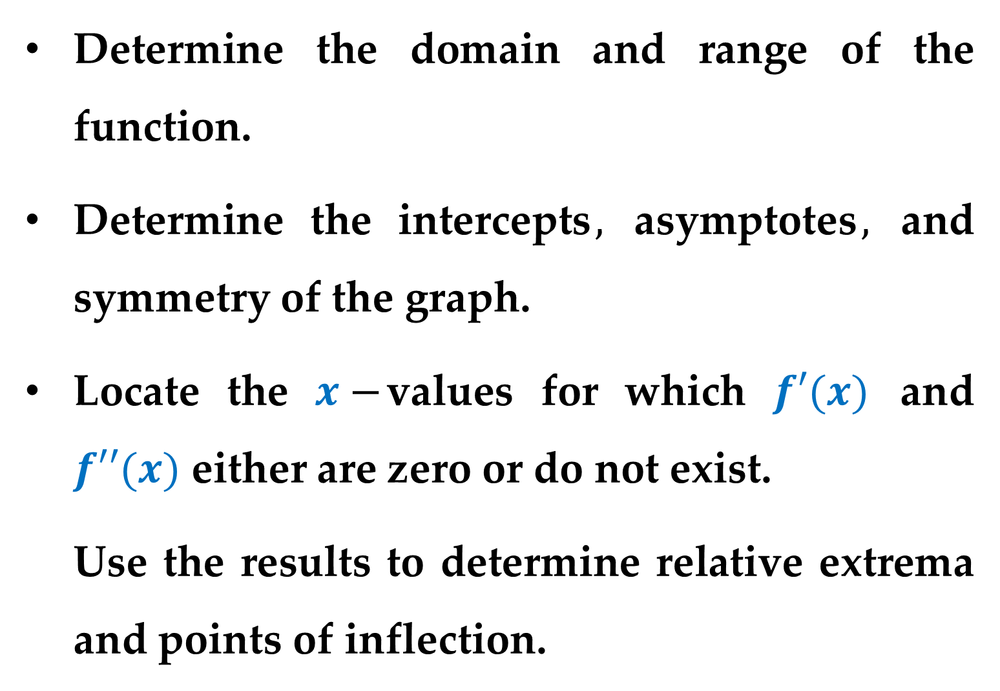 • Determine the domain and range of the
function.
• Determine the intercepts, asymptotes, and
symmetry of the graph.
• Locate the x −values for which f′(x) and
f′′(x) either are zero or do not exist.
Use the results to determine relative extrema
and points of inflection.